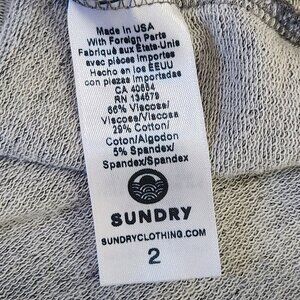 Made in USA
With Foreign Parts
Fabriqué aux États-Unis
avec pièces importées
Hecho en los EEUU
con piezas importadas
CA 40654
RN 134579
66% Viscose/
Viscose/Viscosa
29% Cotton/
Coton/Algodon
5% Spandex/
Spandex/Spandex
SUNDRY
SUNDRYCLOTHING.COM
2